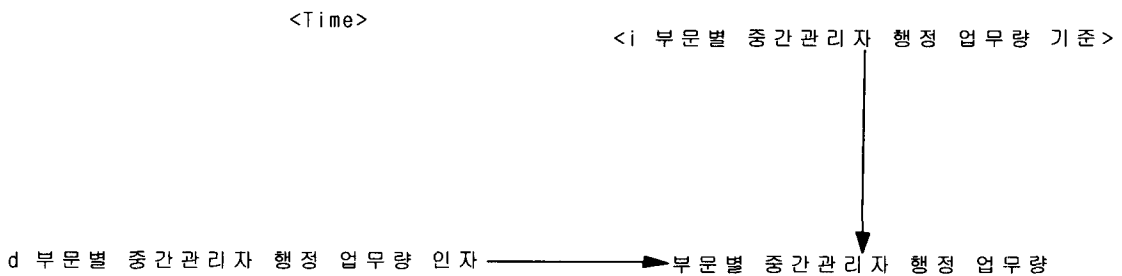 <Time>
<i 부문별 중간관리자 행정 업무량 기준>
d 부문별 중간관리자 행정 업무량 인자
부문별 중간관리자 행정 업무량